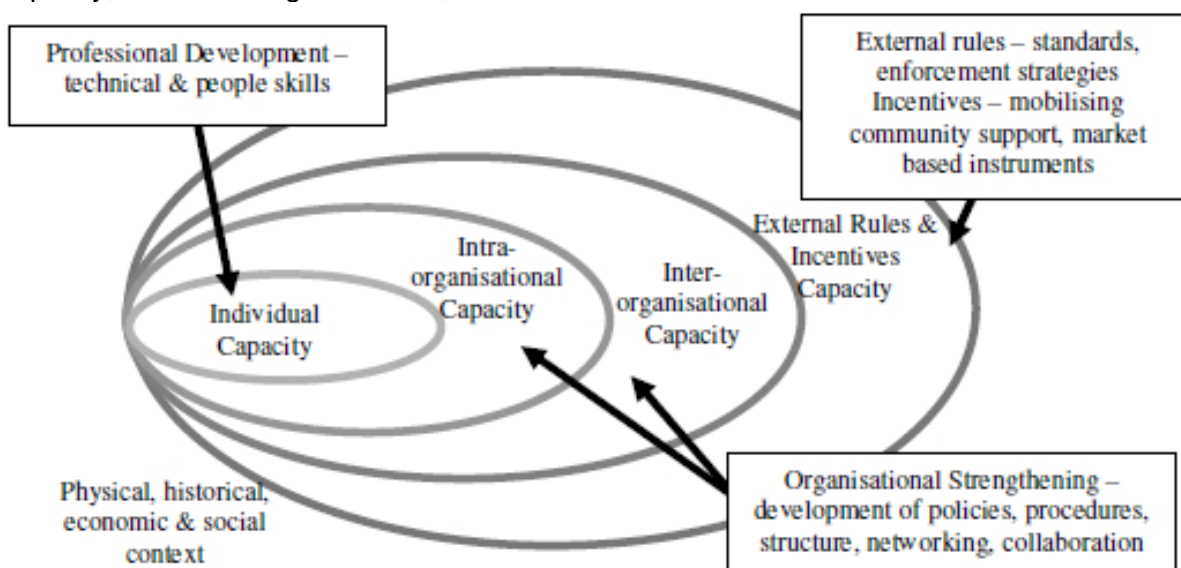 Professional Development –
technical & people skills
External rules – standards,
enforcement strategies
Incentives – mobilising
community support, market
based instruments
External Rules &
Incentives
Capacity
Intra-
organisational
Capacity
Inter-
organisational
Capacity
Individual
Capacity
Physical, historical,
economic & social
context
Organisational Strengthening –
development of policies, procedures,
structure, networking, collaboration